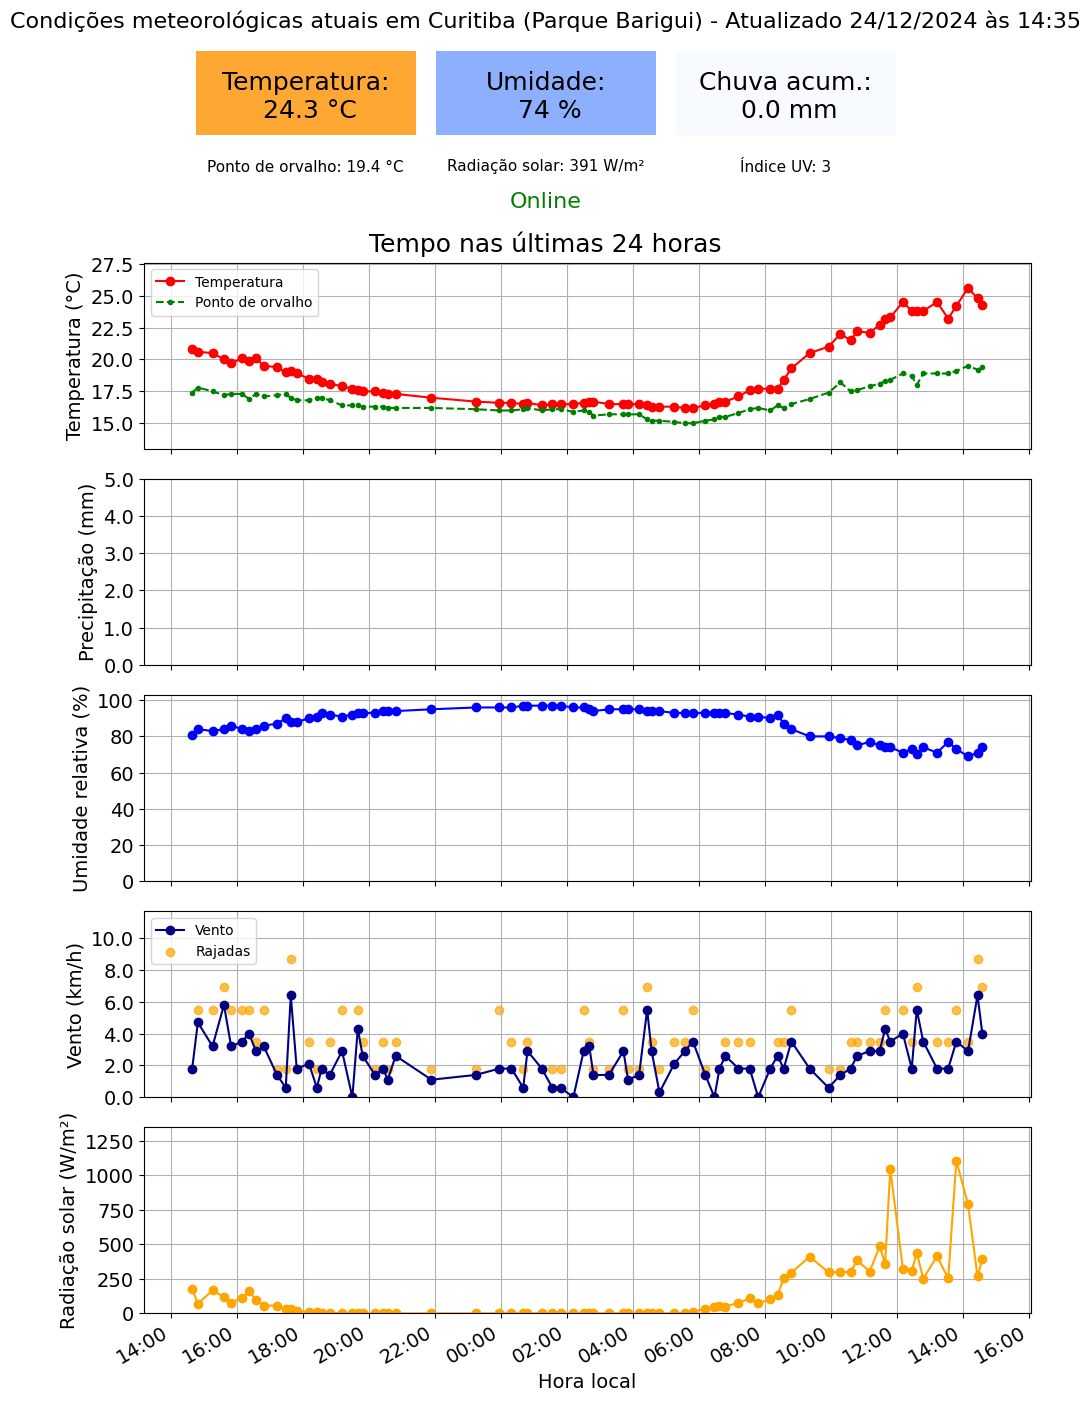 Condições meteorológicas atuais em Curitiba (Parque Barigui) - Atualizado 24/12/2024 às 14:35
Temperatura:
24.3 °C
Umidade:
74 %
Chuva acum.:
0.0 mm
Ponto de orvalho: 19.4 °C
Radiação solar: 391 W/m²
Índice UV: 3
Online
Tempo nas últimas 24 horas
Temperatura (°C)
27.5
25.0
22.5
20.0
17.5
15.0
Temperatura
Ponto de orvalho
Precipitação (mm)
5.0
4.0
3.0
2.0
1.0
0.0
Umidade relativa (%)
100
80
60
40
20
0
Vento (km/h)
10.0
8.0
6.0
4.0
2.0
0.0
Vento
Rajadas
Radiação solar (W/m²)
1250
1000
750
500
250
0
14:00
16:00
18:00
20:00
22:00
00:00
02:00
04:00
06:00
08:00
10:00
12:00
14:00
16:00
Hora local